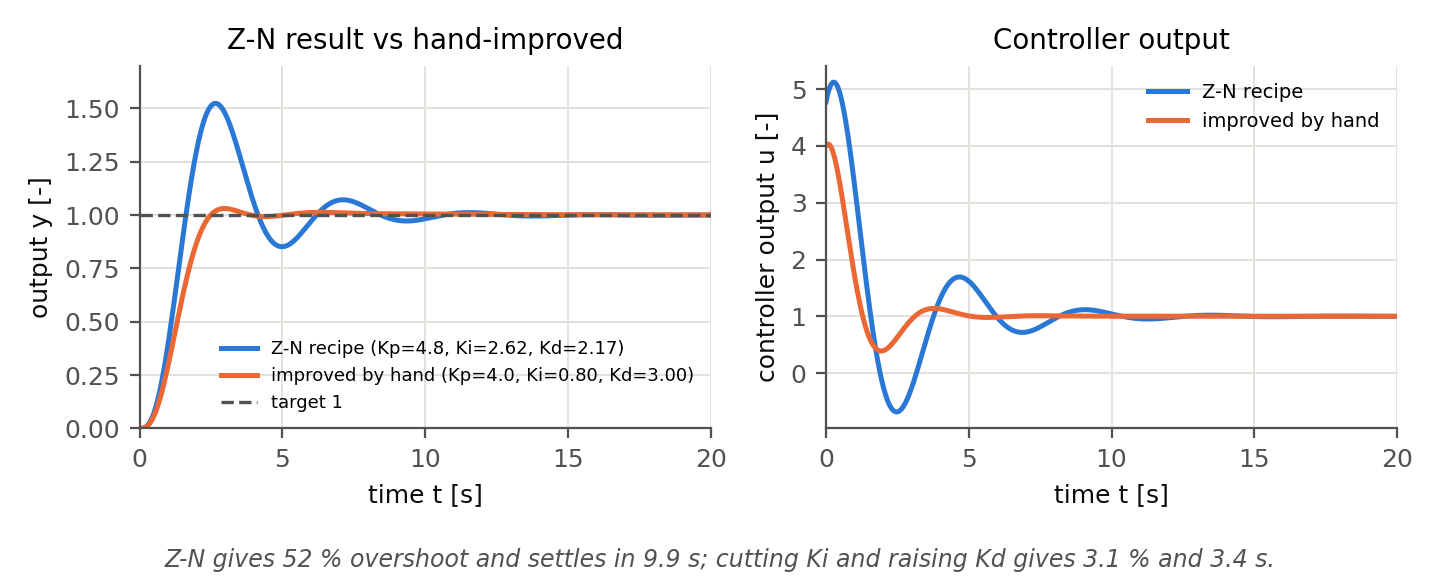 Z-N result vs hand-improved
output y [-]
1.50
1.25
1.00
0.75
0.50
0.25
0.00
Z-N recipe (Kp=4.8, Ki=2.62, Kd=2.17)
improved by hand (Kp=4.0, Ki=0.80, Kd=3.00)
target 1
0 5 10 15 20
time t [s]
Controller output
controller output u [-]
5
4
3
2
1
0
Z-N recipe
improved by hand
0 5 10 15 20
time t [s]
Z-N gives 52 % overshoot and settles in 9.9 s; cutting Ki and raising Kd gives 3.1 % and 3.4 s.